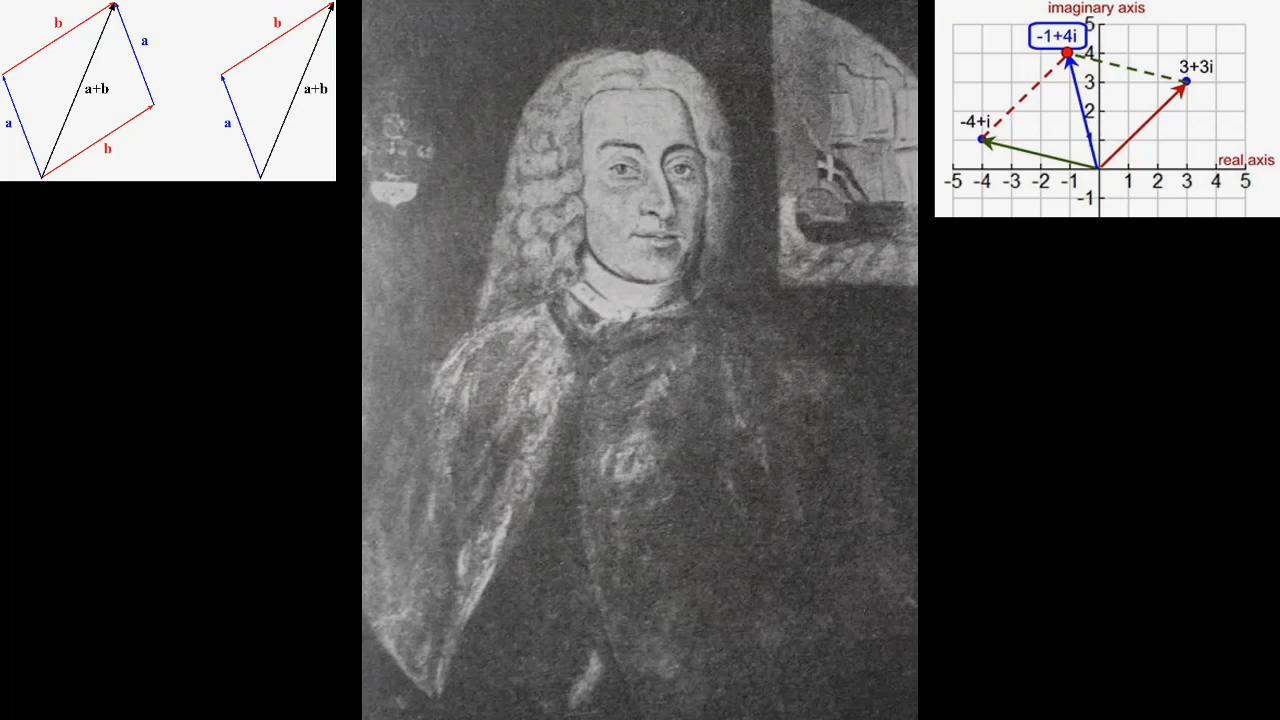 b
a
a+b
a
b
b
a
a+b
imaginary axis
-1+4i
5
4
3+3i
3
2
-4+i
1
real axis
-5 -4 -3 -2 -1 1 2 3 4 5
-1